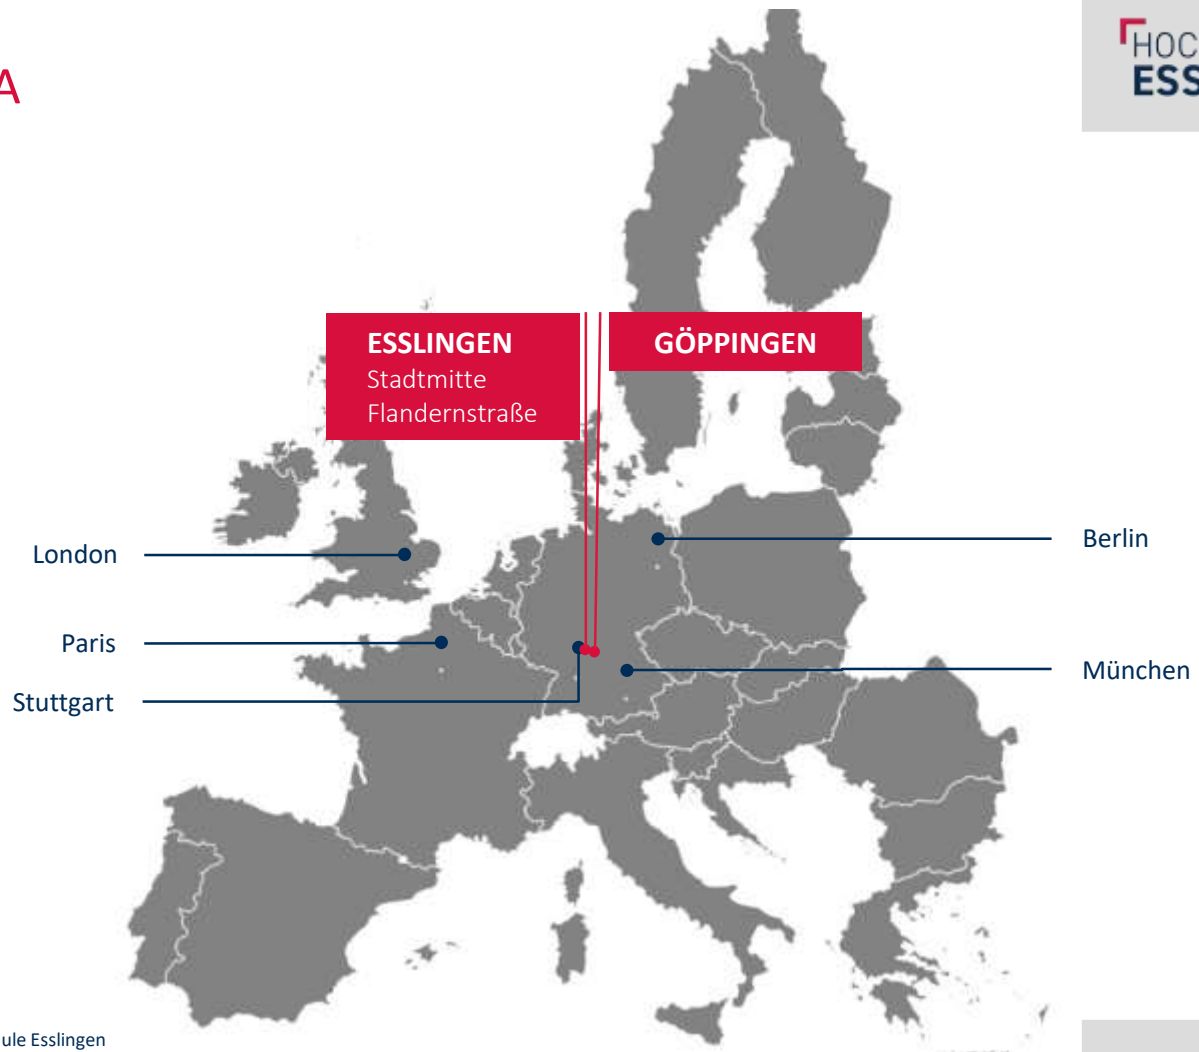 A
HOC
ESS
ESSLINGEN
Stadtmitte
Flandernstraße
GÖPPINGEN
London
Berlin
Paris
München
Stuttgart
ule Esslingen